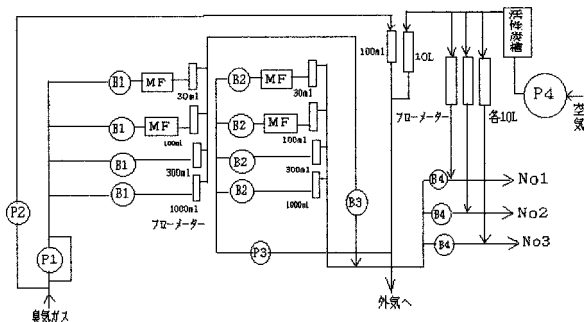 活性炭槽
100ml
10L
P4
空気
B1
MF
30ml
B2
MF
30ml
フローメーター
各10L
B1
MF
100ml
B2
MF
100ml
B1
300ml
B2
300ml
B1
1000ml
B2
1000ml
フローメーター
B3
B4
No1
P2
B4
No2
P1
P3
B4
No3
臭気ガス
外気へ